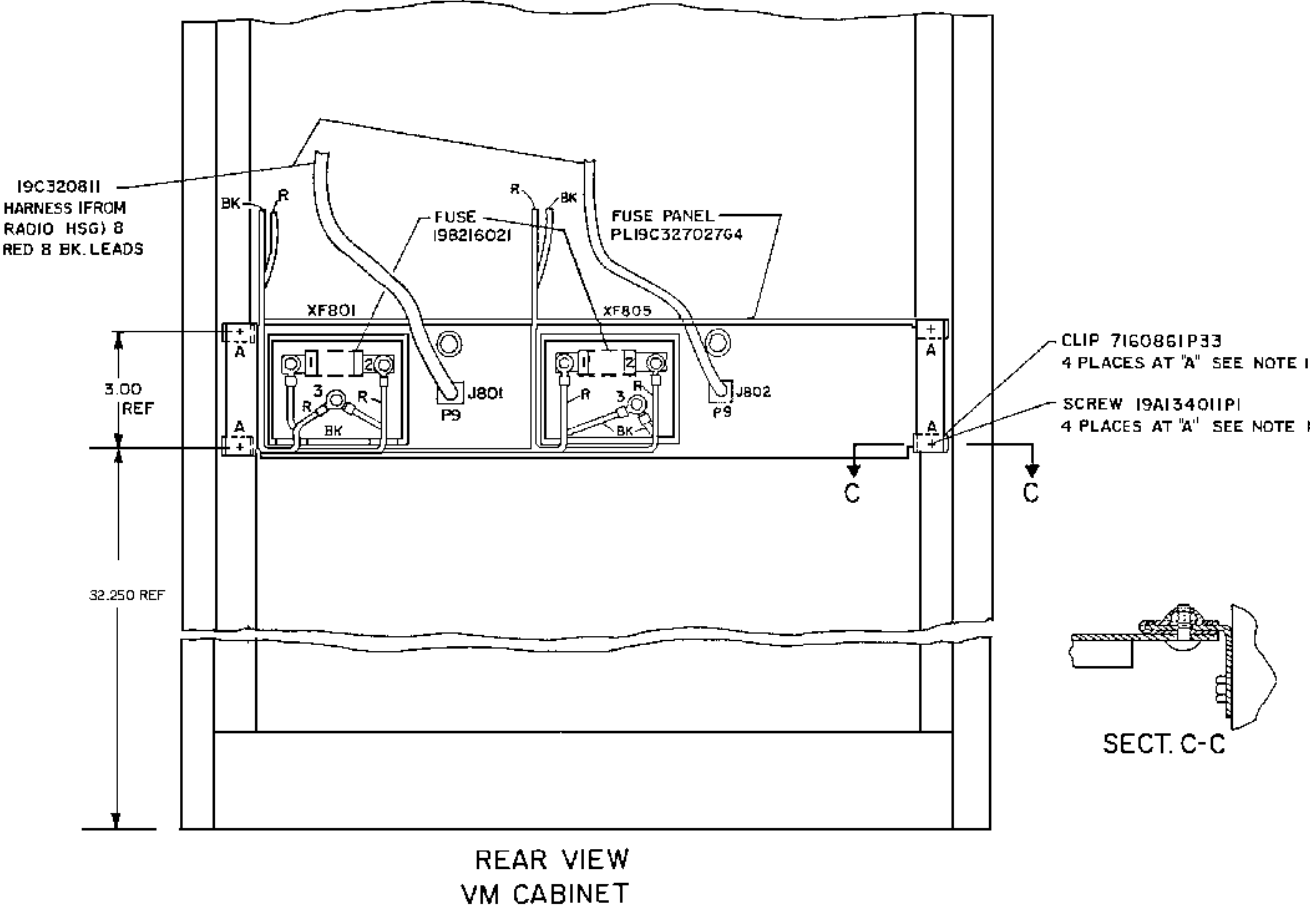 19C320811
HARNESS (FROM
RADIO HSG) 8
RED 8 BK. LEADS
BK
R
R
BK
FUSE
19B216021
FUSE PANEL
PL19C327027G4
XF801
XF805
A
A
1
2
3
R
R
BK
J801
P9
1
2
3
R
R
BK
J802
P9
CLIP 7160861P33
4 PLACES AT "A" SEE NOTE 1
SCREW 19A134011P1
4 PLACES AT "A" SEE NOTE 1
3.00
REF
A
A
C
C
32.250 REF
SECT. C-C
REAR VIEW
VM CABINET